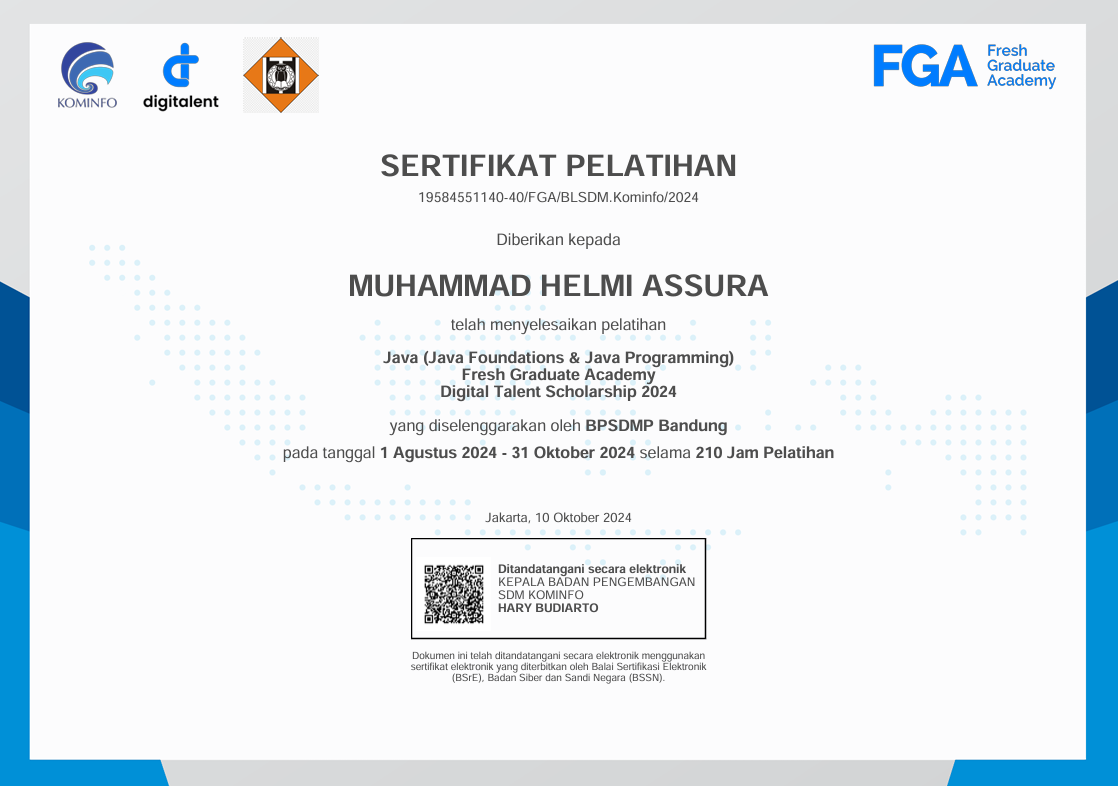 KOMINFO
digitalent
FGA
Fresh
Graduate
Academy
SERTIFIKAT PELATIHAN
19584551140-40/FGA/BLSDM.Kominfo/2024
Diberikan kepada
MUHAMMAD HELMI ASSURA
telah menyelesaikan pelatihan
Java (Java Foundations & Java Programming)
Fresh Graduate Academy
Digital Talent Scholarship 2024
yang diselenggarakan oleh BPSDMP Bandung
pada tanggal 1 Agustus 2024 - 31 Oktober 2024 selama 210 Jam Pelatihan
Jakarta, 10 Oktober 2024
Ditandatangani secara elektronik
KEPALA BADAN PENGEMBANGAN
SDM KOMINFO
HARY BUDIARTO
Dokumen ini telah ditandatangani secara elektronik menggunakan
sertifikat elektronik yang diterbitkan oleh Balai Sertifikasi Elektronik
(BSrE), Badan Siber dan Sandi Negara (BSSN).